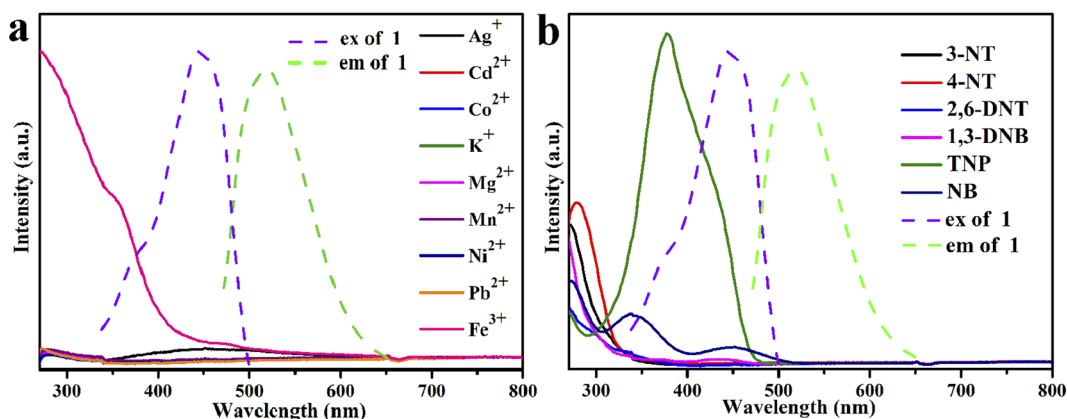 a
ex of 1
em of 1
Ag+
Cd2+
Co2+
K+
Mg2+
Mn2+
Ni2+
Pb2+
Fe3+
Intensity (a.u.)
300 400 500 600 700 800
Wavelength (nm)
b
3-NT
4-NT
2,6-DNT
1,3-DNB
TNP
NB
ex of 1
em of 1
Intensity (a.u.)
300 400 500 600 700 800
Wavelength (nm)